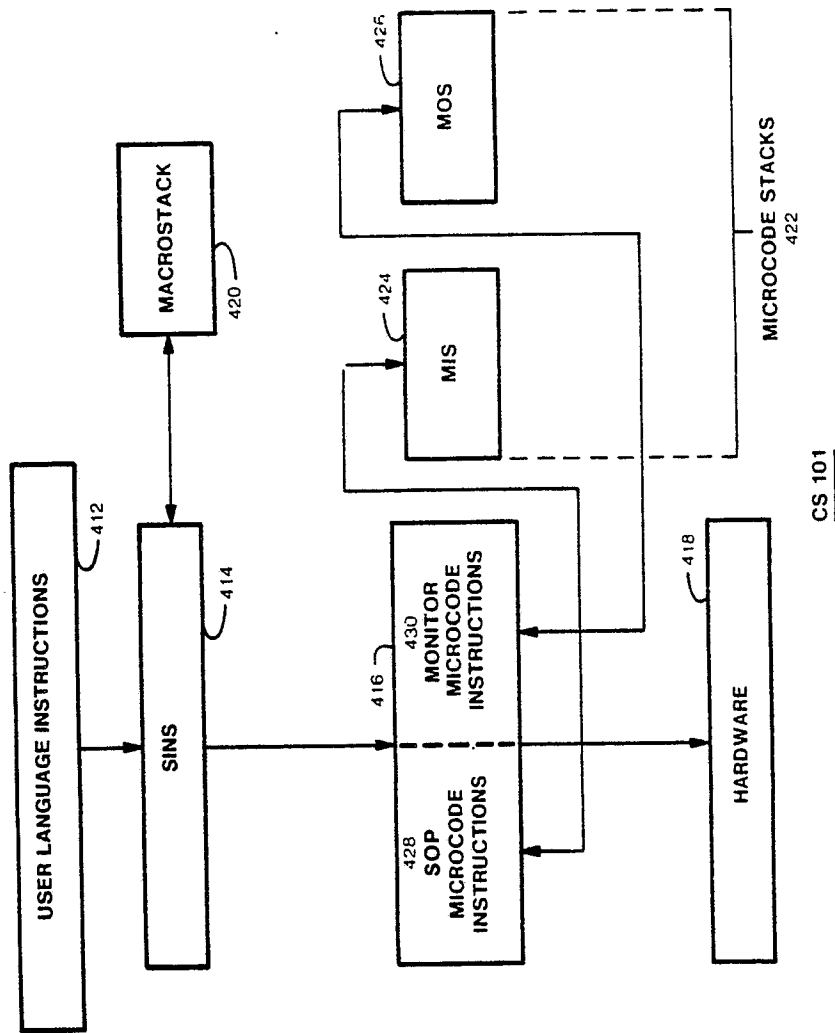 USER LANGUAGE INSTRUCTIONS
412
SINS
414
MACROSTACK
420
416
428
SOP
MICROCODE
INSTRUCTIONS
430
MONITOR
MICROCODE
INSTRUCTIONS
MIS
424
MOS
426
MICROCODE STACKS
422
HARDWARE
418
CS 101